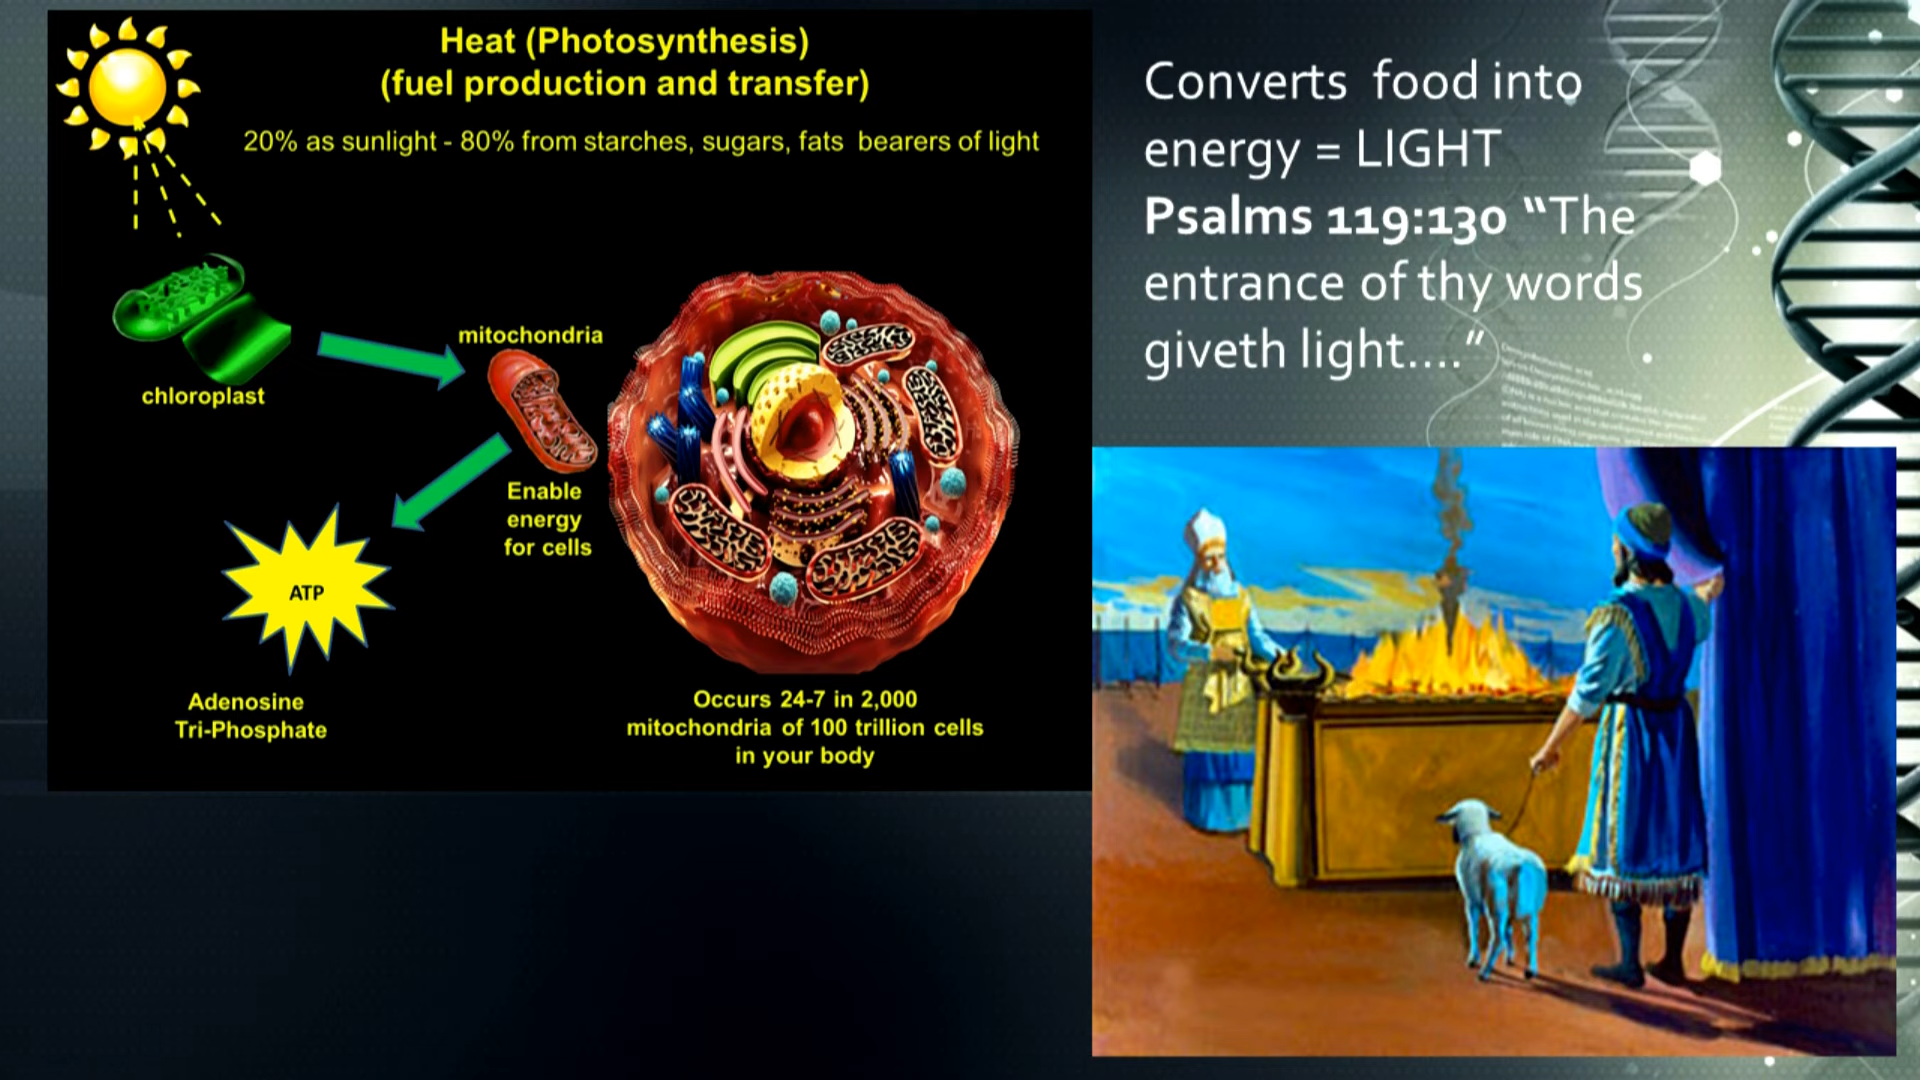 Heat (Photosynthesis)
(fuel production and transfer)
20% as sunlight - 80% from starches, sugars, fats bearers of light
chloroplast
mitochondria
Enable
energy
for cells
ATP
Adenosine
Tri-Phosphate
Occurs 24-7 in 2,000
mitochondria of 100 trillion cells
in your body
Converts food into
energy = LIGHT
Psalms 119:130 “The
entrance of thy words
giveth light....”